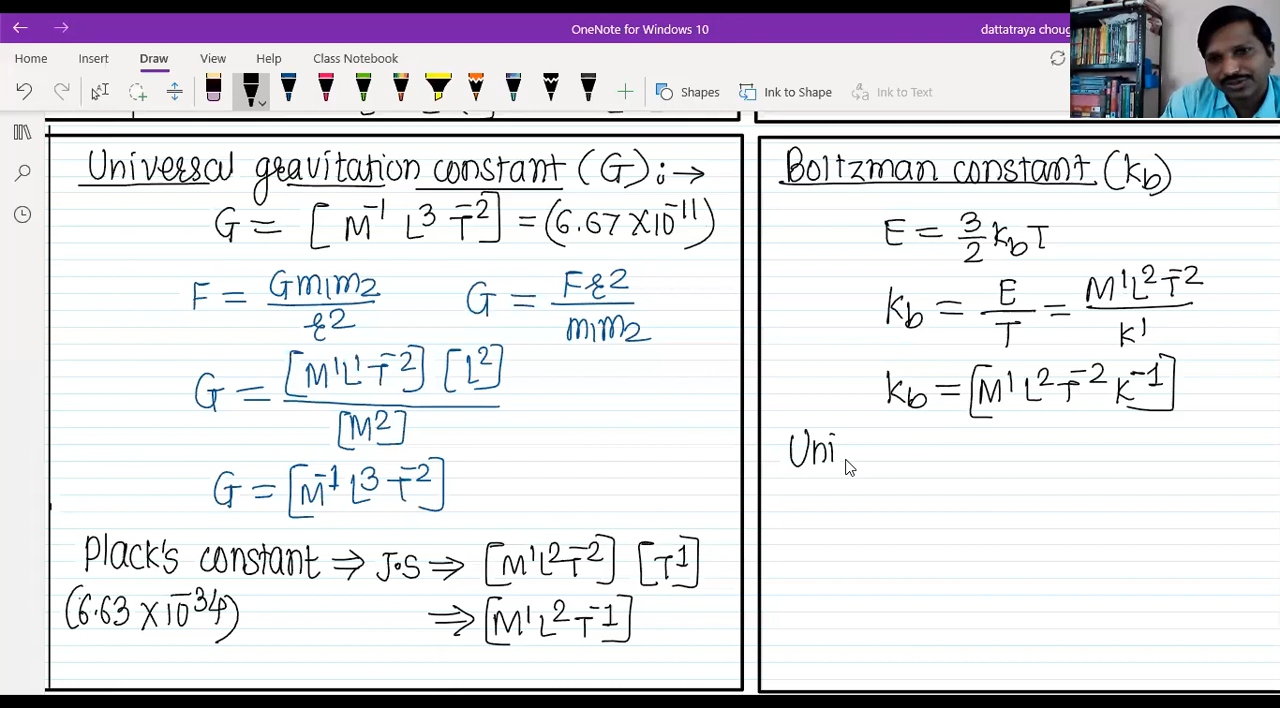 OneNote for Windows 10
dattatraya choug
Home Insert Draw View Help Class Notebook
Shapes Ink to Shape Ink to Text
Universal gravitation constant (G) :→
G = [M⁻¹ L³ T⁻²] = (6.67 X 10⁻¹¹)
F = Gm₁m₂ / r² G = Fr² / m₁m₂
G = [M¹L¹T⁻²] [L²] / [M²]
G = [M⁻¹ L³ T⁻²]
Plack's constant ⇒ J·S ⇒ [M¹L²T⁻²] [T¹]
(6.63 X 10⁻³⁴) ⇒ [M¹L²T⁻¹]
Boltzman constant (kb)
E = 3/2 kbT
kb = E/T = M¹L²T⁻² / K¹
kb = [M¹ L² T⁻² K⁻¹]
Uni